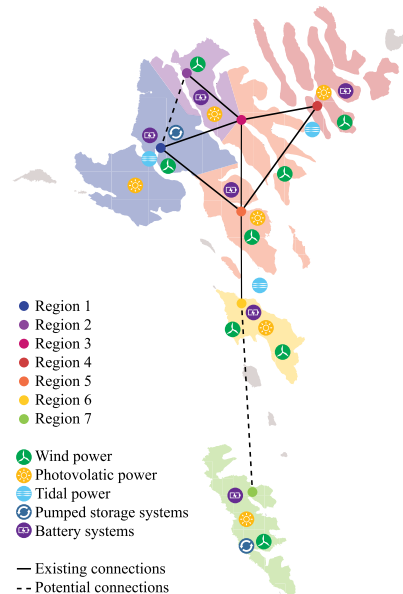 Region 1
Region 2
Region 3
Region 4
Region 5
Region 6
Region 7
Wind power
Photovolatic power
Tidal power
Pumped storage systems
Battery systems
Existing connections
Potential connections